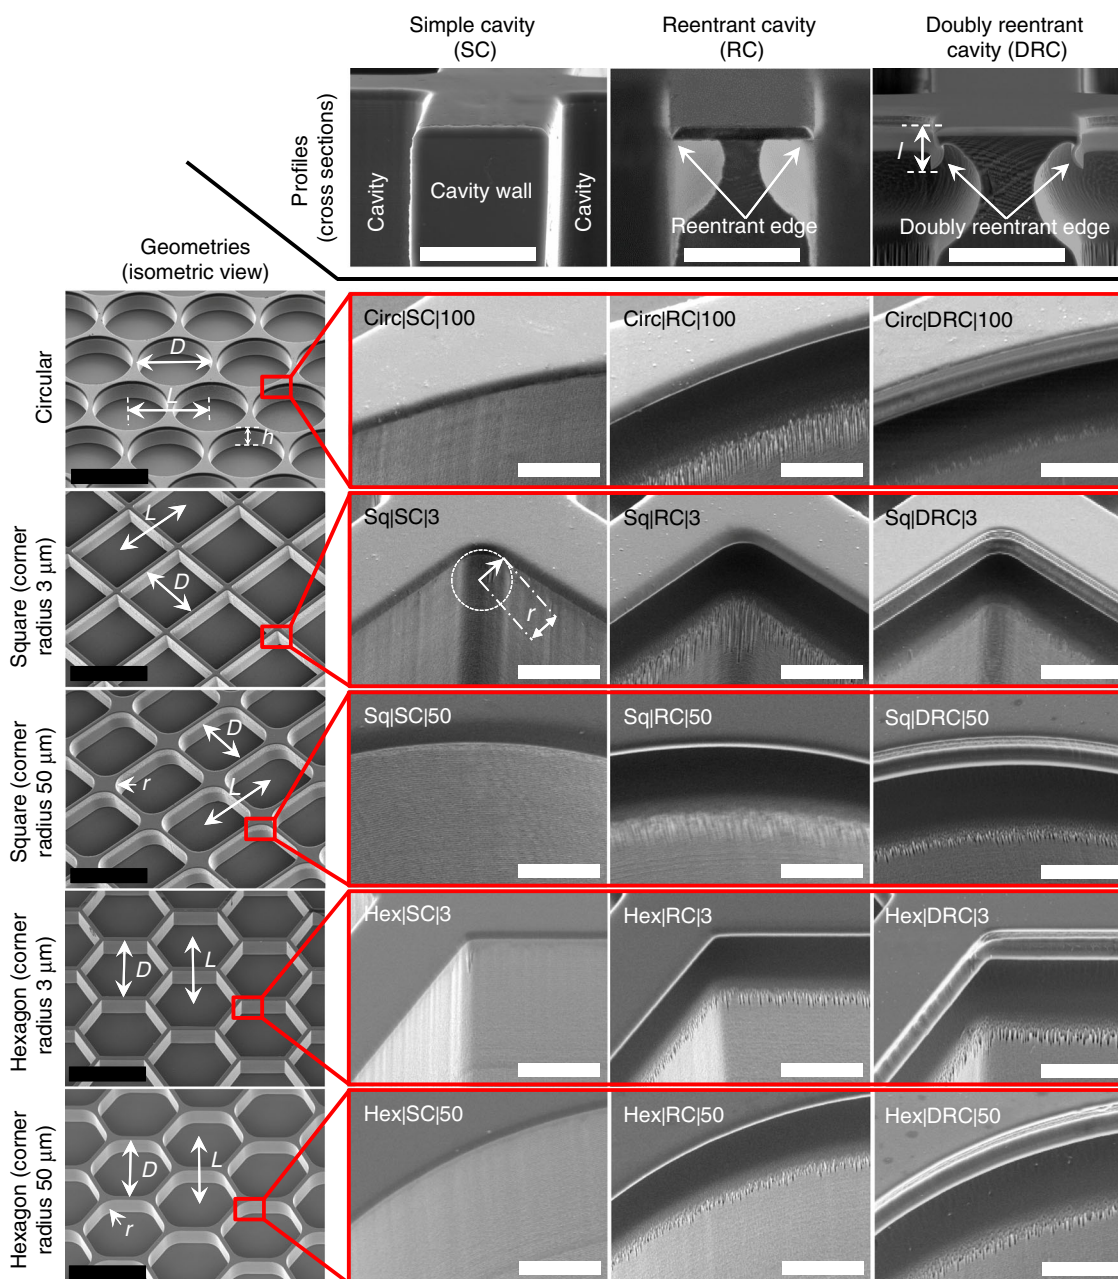 Simple cavity
(SC)
Reentrant cavity
(RC)
Doubly reentrant
cavity (DRC)
Profiles
(cross sections)
Cavity
Cavity wall
Cavity
Reentrant edge
l
Doubly reentrant edge
Geometries
(isometric view)
Circular
D
L
h
Circ|SC|100
Circ|RC|100
Circ|DRC|100
Square (corner
radius 3 μm)
L
D
Sq|SC|3
r
Sq|RC|3
Sq|DRC|3
Square (corner
radius 50 μm)
D
r
L
Sq|SC|50
Sq|RC|50
Sq|DRC|50
Hexagon (corner
radius 3 μm)
D
L
Hex|SC|3
Hex|RC|3
Hex|DRC|3
Hexagon (corner
radius 50 μm)
D
L
r
Hex|SC|50
Hex|RC|50
Hex|DRC|50